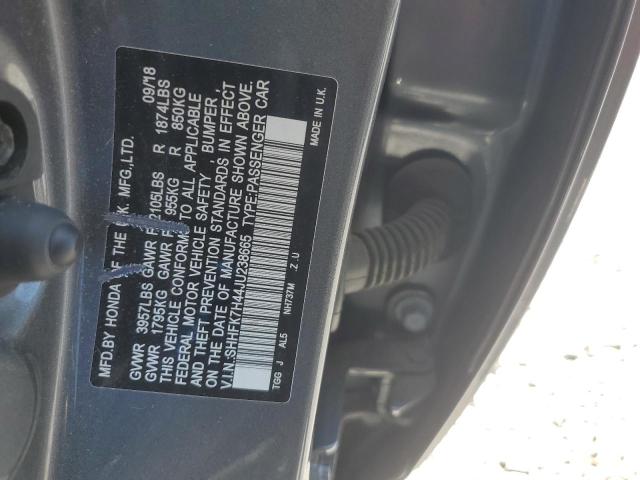 MFD.BY HONDA OF THE U.K. MFG.,LTD. 09/18
GVWR 3957LBS GAWR F 2105LBS R 1874LBS
GVWR 1795KG GAWR F 955KG R 850KG
THIS VEHICLE CONFORMS TO ALL APPLICABLE
FEDERAL MOTOR VEHICLE SAFETY, BUMPER,
AND THEFT PREVENTION STANDARDS IN EFFECT
ON THE DATE OF MANUFACTURE SHOWN ABOVE.
V.I.N.:SHHFK7H44JU238665 TYPE:PASSENGER CAR
TGG J AL5 NH737M .Z .U MADE IN U.K.